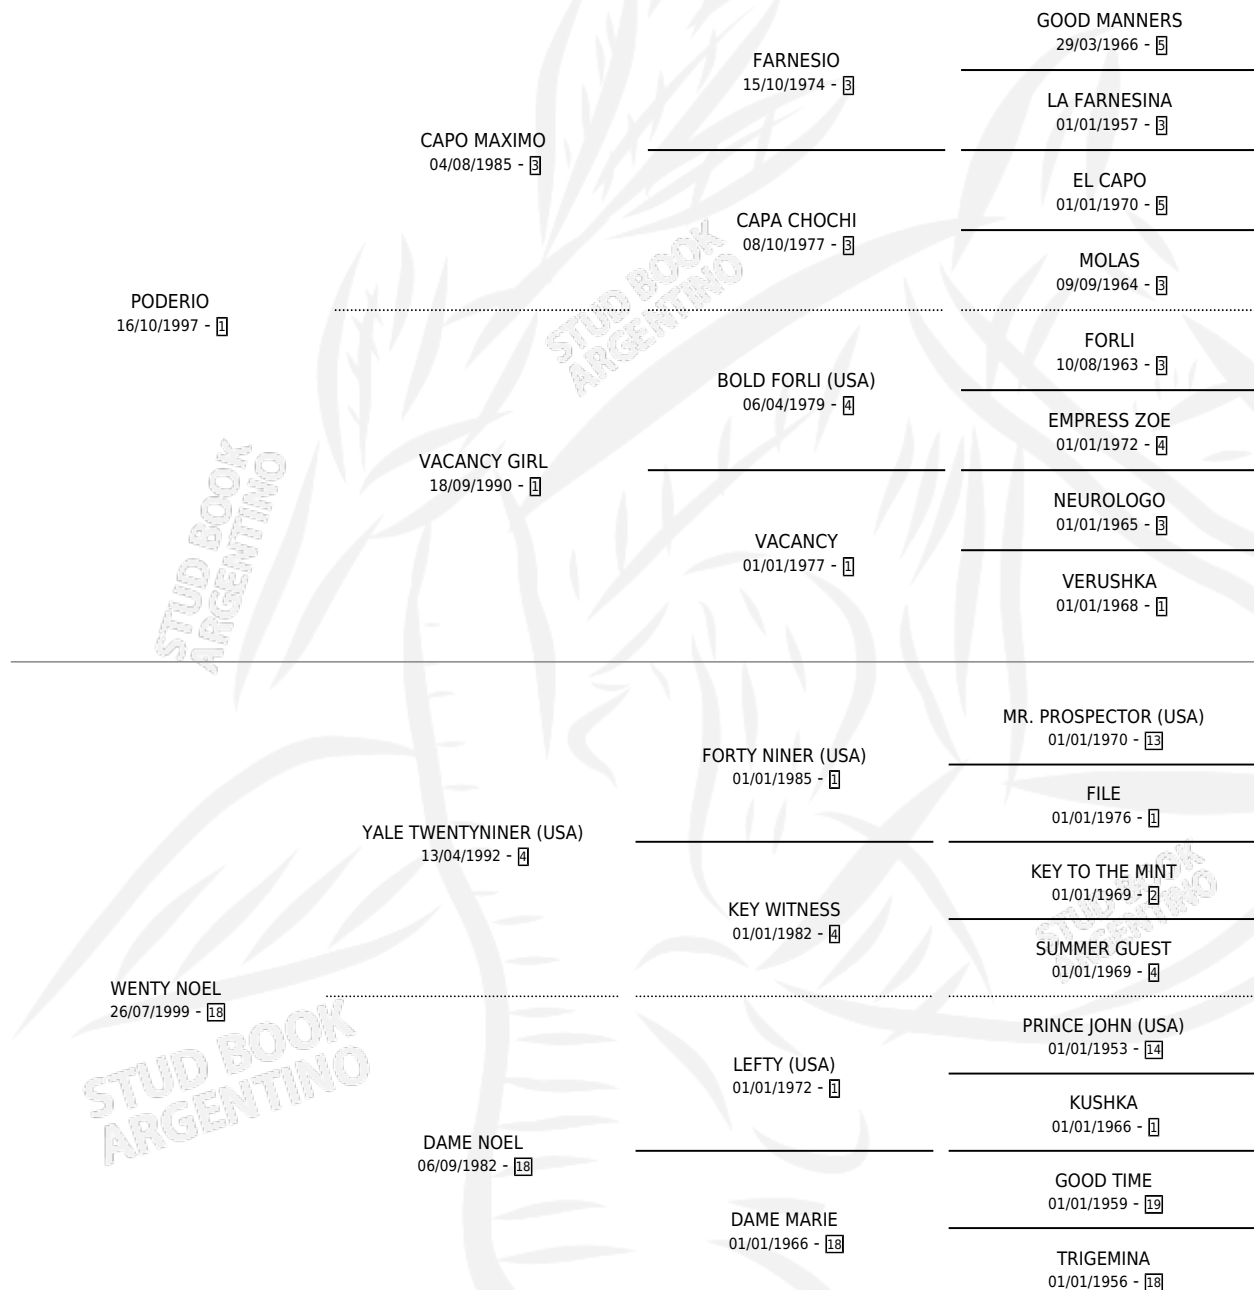 GOOD MANNERS
29/03/1966 - 5
FARNESIO
15/10/1974 - 3
LA FARNESINA
01/01/1957 - 3
CAPO MAXIMO
04/08/1985 - 3
EL CAPO
01/01/1970 - 5
CAPA CHOCHI
08/10/1977 - 3
MOLAS
09/09/1964 - 3
PODERIO
16/10/1997 - 1
FORLI
10/08/1963 - 3
BOLD FORLI (USA)
06/04/1979 - 4
EMPRESS ZOE
01/01/1972 - 4
VACANCY GIRL
18/09/1990 - 1
NEUROLOGO
01/01/1965 - 3
VACANCY
01/01/1977 - 1
VERUSHKA
01/01/1968 - 1
STUD BOOK
ARGENTINO
STUD BOOK
ARGENTINO
MR. PROSPECTOR (USA)
01/01/1970 - 13
FORTY NINER (USA)
01/01/1985 - 1
FILE
01/01/1976 - 1
YALE TWENTYNINER (USA)
13/04/1992 - 4
KEY TO THE MINT
01/01/1969 - 2
KEY WITNESS
01/01/1982 - 4
SUMMER GUEST
01/01/1969 - 4
STUD BOOK
ARGENTINO
WENTY NOEL
26/07/1999 - 18
PRINCE JOHN (USA)
01/01/1953 - 14
LEFTY (USA)
01/01/1972 - 1
KUSHKA
01/01/1966 - 1
STUD BOOK
ARGENTINO
DAME NOEL
06/09/1982 - 18
GOOD TIME
01/01/1959 - 19
DAME MARIE
01/01/1966 - 18
TRIGEMINA
01/01/1956 - 18